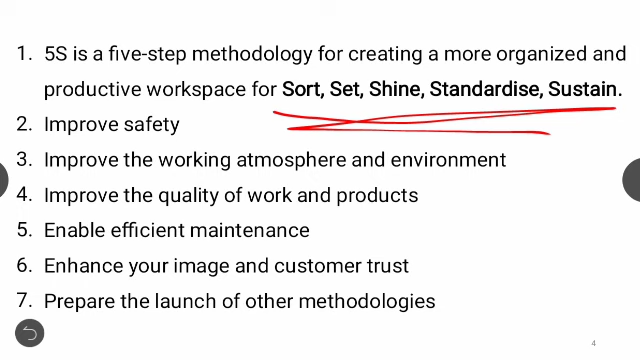 1. 5S is a five-step methodology for creating a more organized and
productive workspace for Sort, Set, Shine, Standardise, Sustain.
2. Improve safety
3. Improve the working atmosphere and environment
4. Improve the quality of work and products
5. Enable efficient maintenance
6. Enhance your image and customer trust
7. Prepare the launch of other methodologies
4